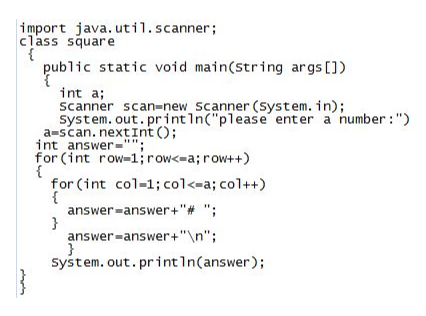 import java.util.scanner;
class square
{
public static void main(String args[])
{
int a;
Scanner scan=new Scanner(System.in);
System.out.println("please enter a number:")
a=scan.nextInt();
int answer="";
for(int row=1;row<=a;row++)
{
for(int col=1;col<=a;col++)
{
answer=answer+"# ";
}
answer=answer+"\n";
}
System.out.println(answer);
}
}